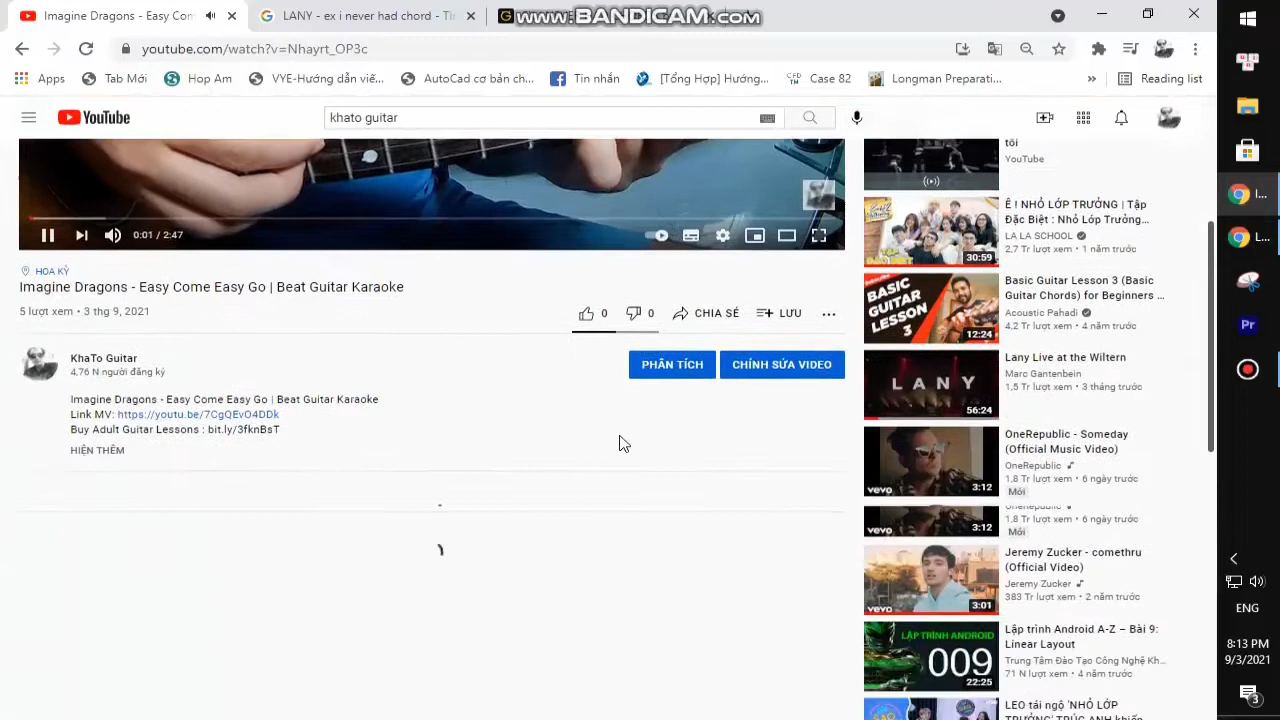 Imagine Dragons - Easy Com
LANY - ex i never had chord - Th
www.BANDICAM.com
youtube.com/watch?v=Nhayrt_OP3c
Apps
Tab Mới
Hop Am
VYE-Hướng dẫn viế...
AutoCad cơ bản ch...
Tin nhắn
[Tổng Hợp] Hướng...
Case 82
Longman Preparati...
»
Reading list
YouTube
khato guitar
0:01 / 2:47
HOA KỲ
Imagine Dragons - Easy Come Easy Go | Beat Guitar Karaoke
5 lượt xem • 3 thg 9, 2021
0
0
CHIA SẺ
LƯU
KhaTo Guitar
4,76 N người đăng ký
PHÂN TÍCH
CHỈNH SỬA VIDEO
Imagine Dragons - Easy Come Easy Go | Beat Guitar Karaoke
Link MV: https://youtu.be/7CgQEvO4DDk
Buy Adult Guitar Lessons : bit.ly/3fknBsT
HIỆN THÊM
tôi
YouTube
Ê ! NHỎ LỚP TRƯỞNG | Tập
Đặc Biệt : Nhỏ Lớp Trưởng...
LA LA SCHOOL
2,7 Tr lượt xem • 1 năm trước
30:59
Basic Guitar Lesson 3 (Basic
Guitar Chords) for Beginners ...
Acoustic Pahadi
4,2 Tr lượt xem • 4 năm trước
BASIC
GUITAR
LESSON
3
12:24
Lany Live at the Wiltern
Marc Gantenbein
1,5 Tr lượt xem • 3 tháng trước
LANY
56:24
OneRepublic - Someday
(Official Music Video)
OneRepublic
1,8 Tr lượt xem • 6 ngày trước
Mới
vevo
3:12
OneRepublic
1,8 Tr lượt xem • 6 ngày trước
Mới
vevo
3:12
Jeremy Zucker - comethru
(Official Video)
Jeremy Zucker
383 Tr lượt xem • 2 năm trước
vevo
3:01
Lập trình Android A-Z – Bài 9:
Linear Layout
Trung Tâm Đào Tạo Công Nghệ Kh...
71 N lượt xem • 4 năm trước
LẬP TRÌNH ANDROID
009
22:25
LEO tái ngộ 'NHỎ LỚP
TRƯỞNG' TRÚC ANH khiến
I...
L...
Pr
ENG
8:13 PM
9/3/2021
3